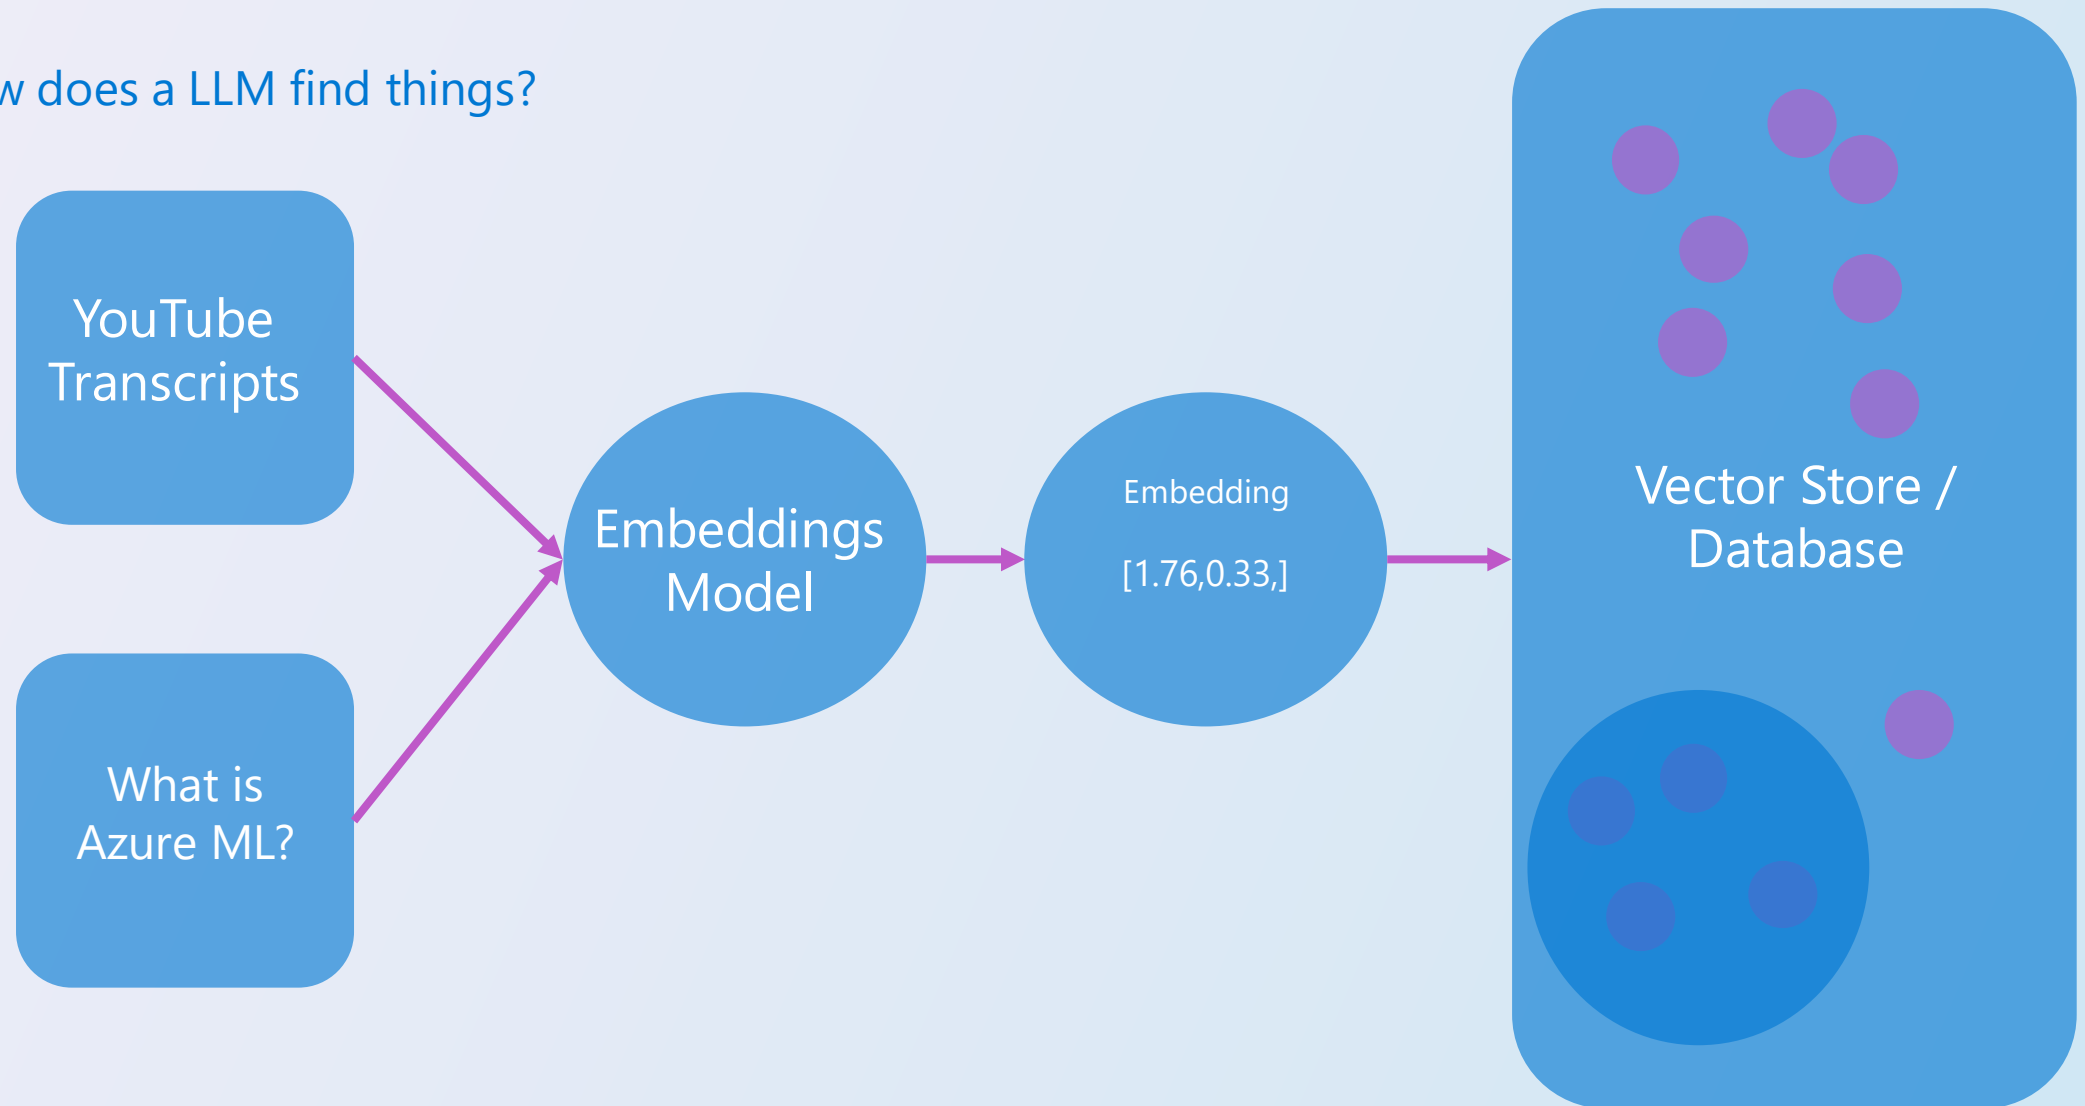 w does a LLM find things?
YouTube
Transcripts
What is
Azure ML?
Embeddings
Model
Embedding
[1.76,0.33,]
Vector Store /
Database